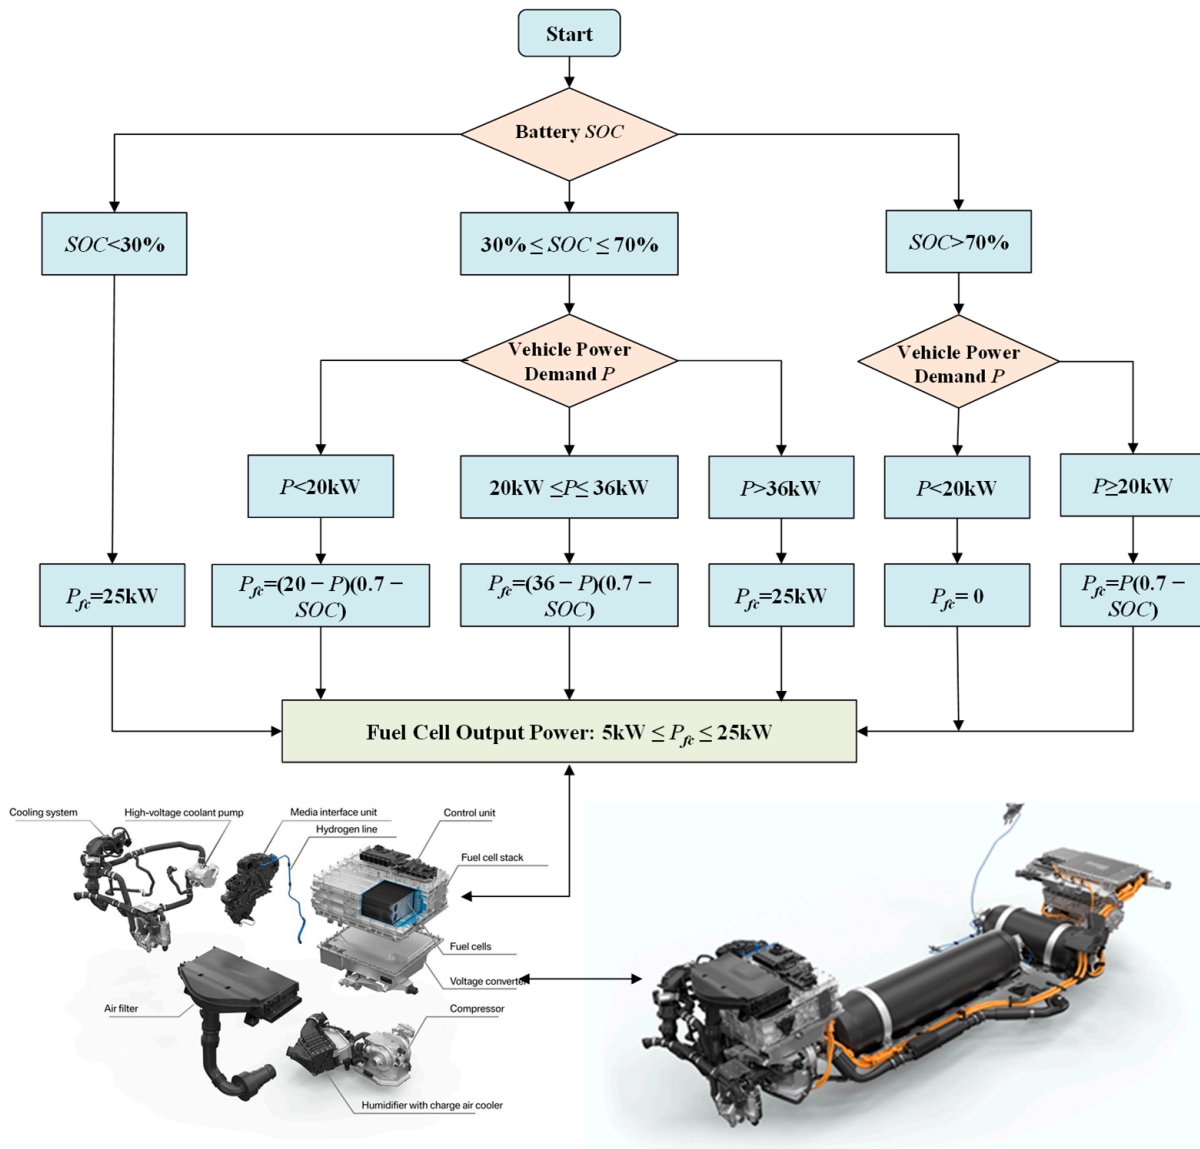 Start
Battery SOC
SOC<30%
30% ≤ SOC ≤ 70%
SOC>70%
Vehicle Power
Demand P
Vehicle Power
Demand P
P<20kW
20kW ≤P≤ 36kW
P>36kW
P<20kW
P≥20kW
Pfc=25kW
Pfc=(20 − P)(0.7 −
SOC)
Pfc=(36 − P)(0.7 −
SOC)
Pfc=25kW
Pfc= 0
Pfc=P(0.7 −
SOC)
Fuel Cell Output Power: 5kW ≤ Pfc ≤ 25kW
Cooling system
High-voltage coolant pump
Media interface unit
Hydrogen line
Control unit
Fuel cell stack
Fuel cells
Voltage converter
Air filter
Compressor
Humidifier with charge air cooler